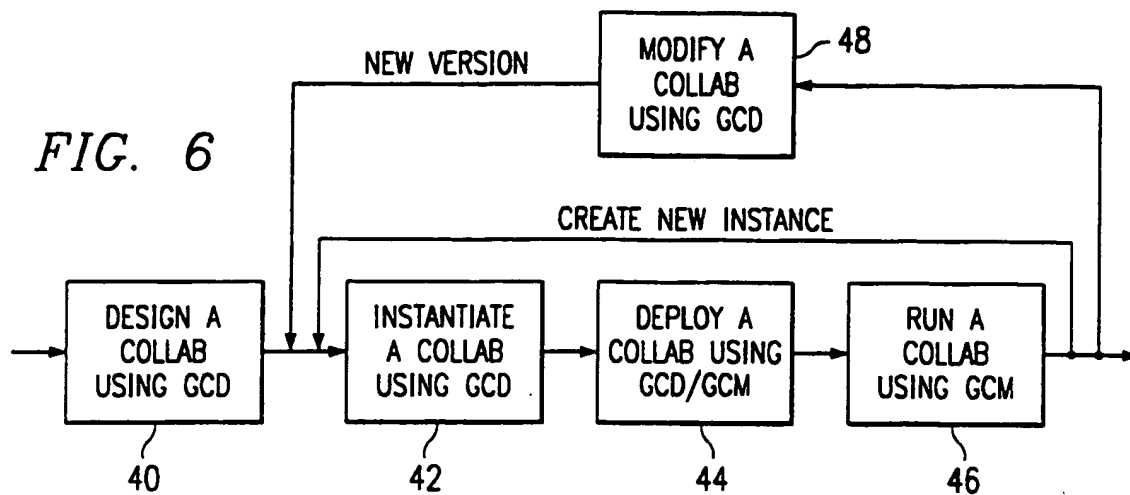 MODIFY A
COLLAB
USING GCD
48
NEW VERSION
FIG. 6
CREATE NEW INSTANCE
DESIGN A
COLLAB
USING GCD
INSTANTIATE
A COLLAB
USING GCD
DEPLOY A
COLLAB USING
GCD/GCM
RUN A
COLLAB
USING GCM
40
42
44
46